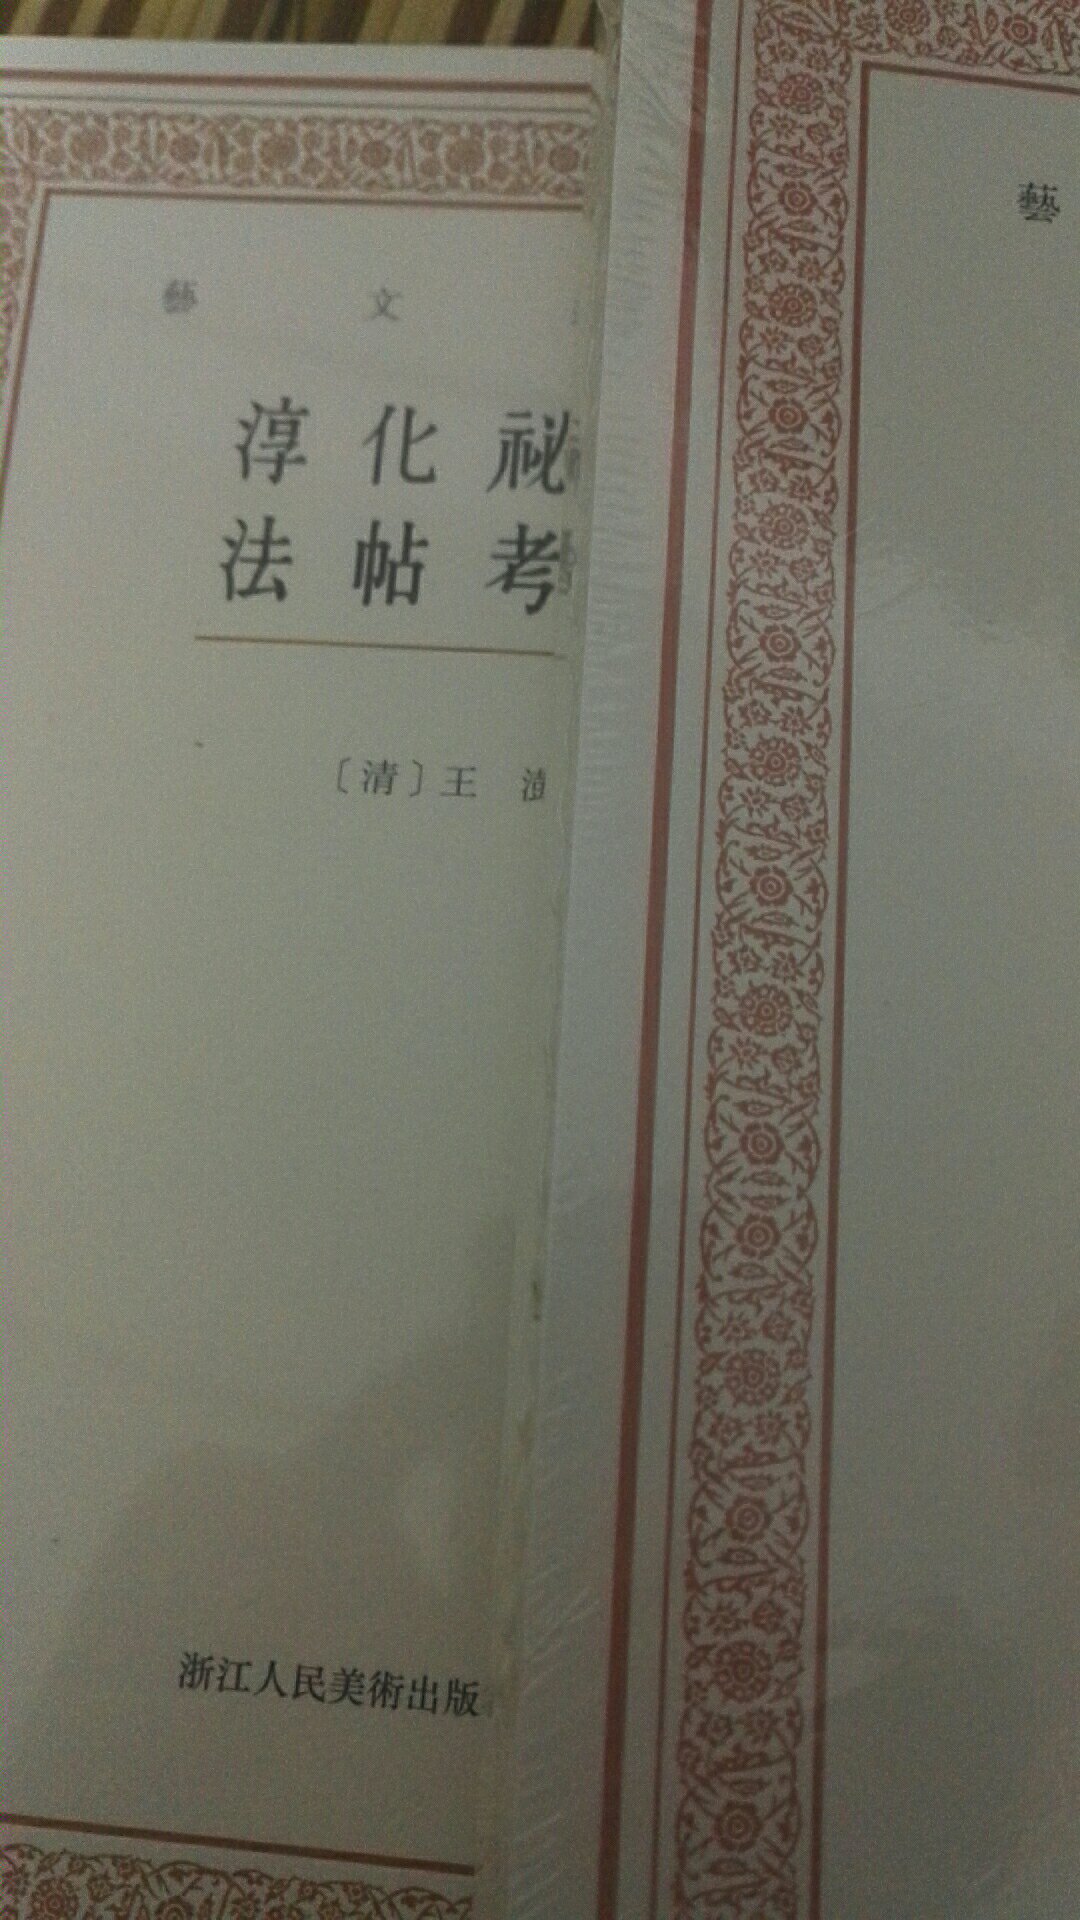 藝 文
淳 化 祕
法 帖 考
〔清〕王 澍
浙江人民美術出版
藝